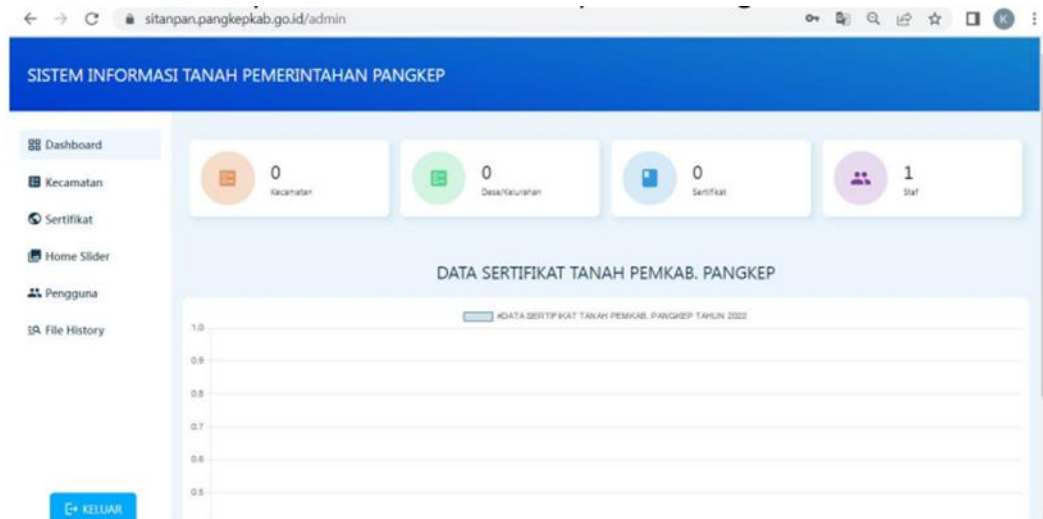 sitanpan.pangkepkab.go.id/admin
K
SISTEM INFORMASI TANAH PEMERINTAHAN PANGKEP
Dashboard
Kecamatan
Sertifikat
Home Slider
Pengguna
File History
KELUAR
0
Kecamatan
0
Desa/Kelurahan
0
Sertifikat
1
Staf
DATA SERTIFIKAT TANAH PEMKAB. PANGKEP
#DATA SERTIFIKAT TANAH PEMKAB. PANGKEP TAHUN 2022
1.0
0.9
0.8
0.7
0.6
0.5